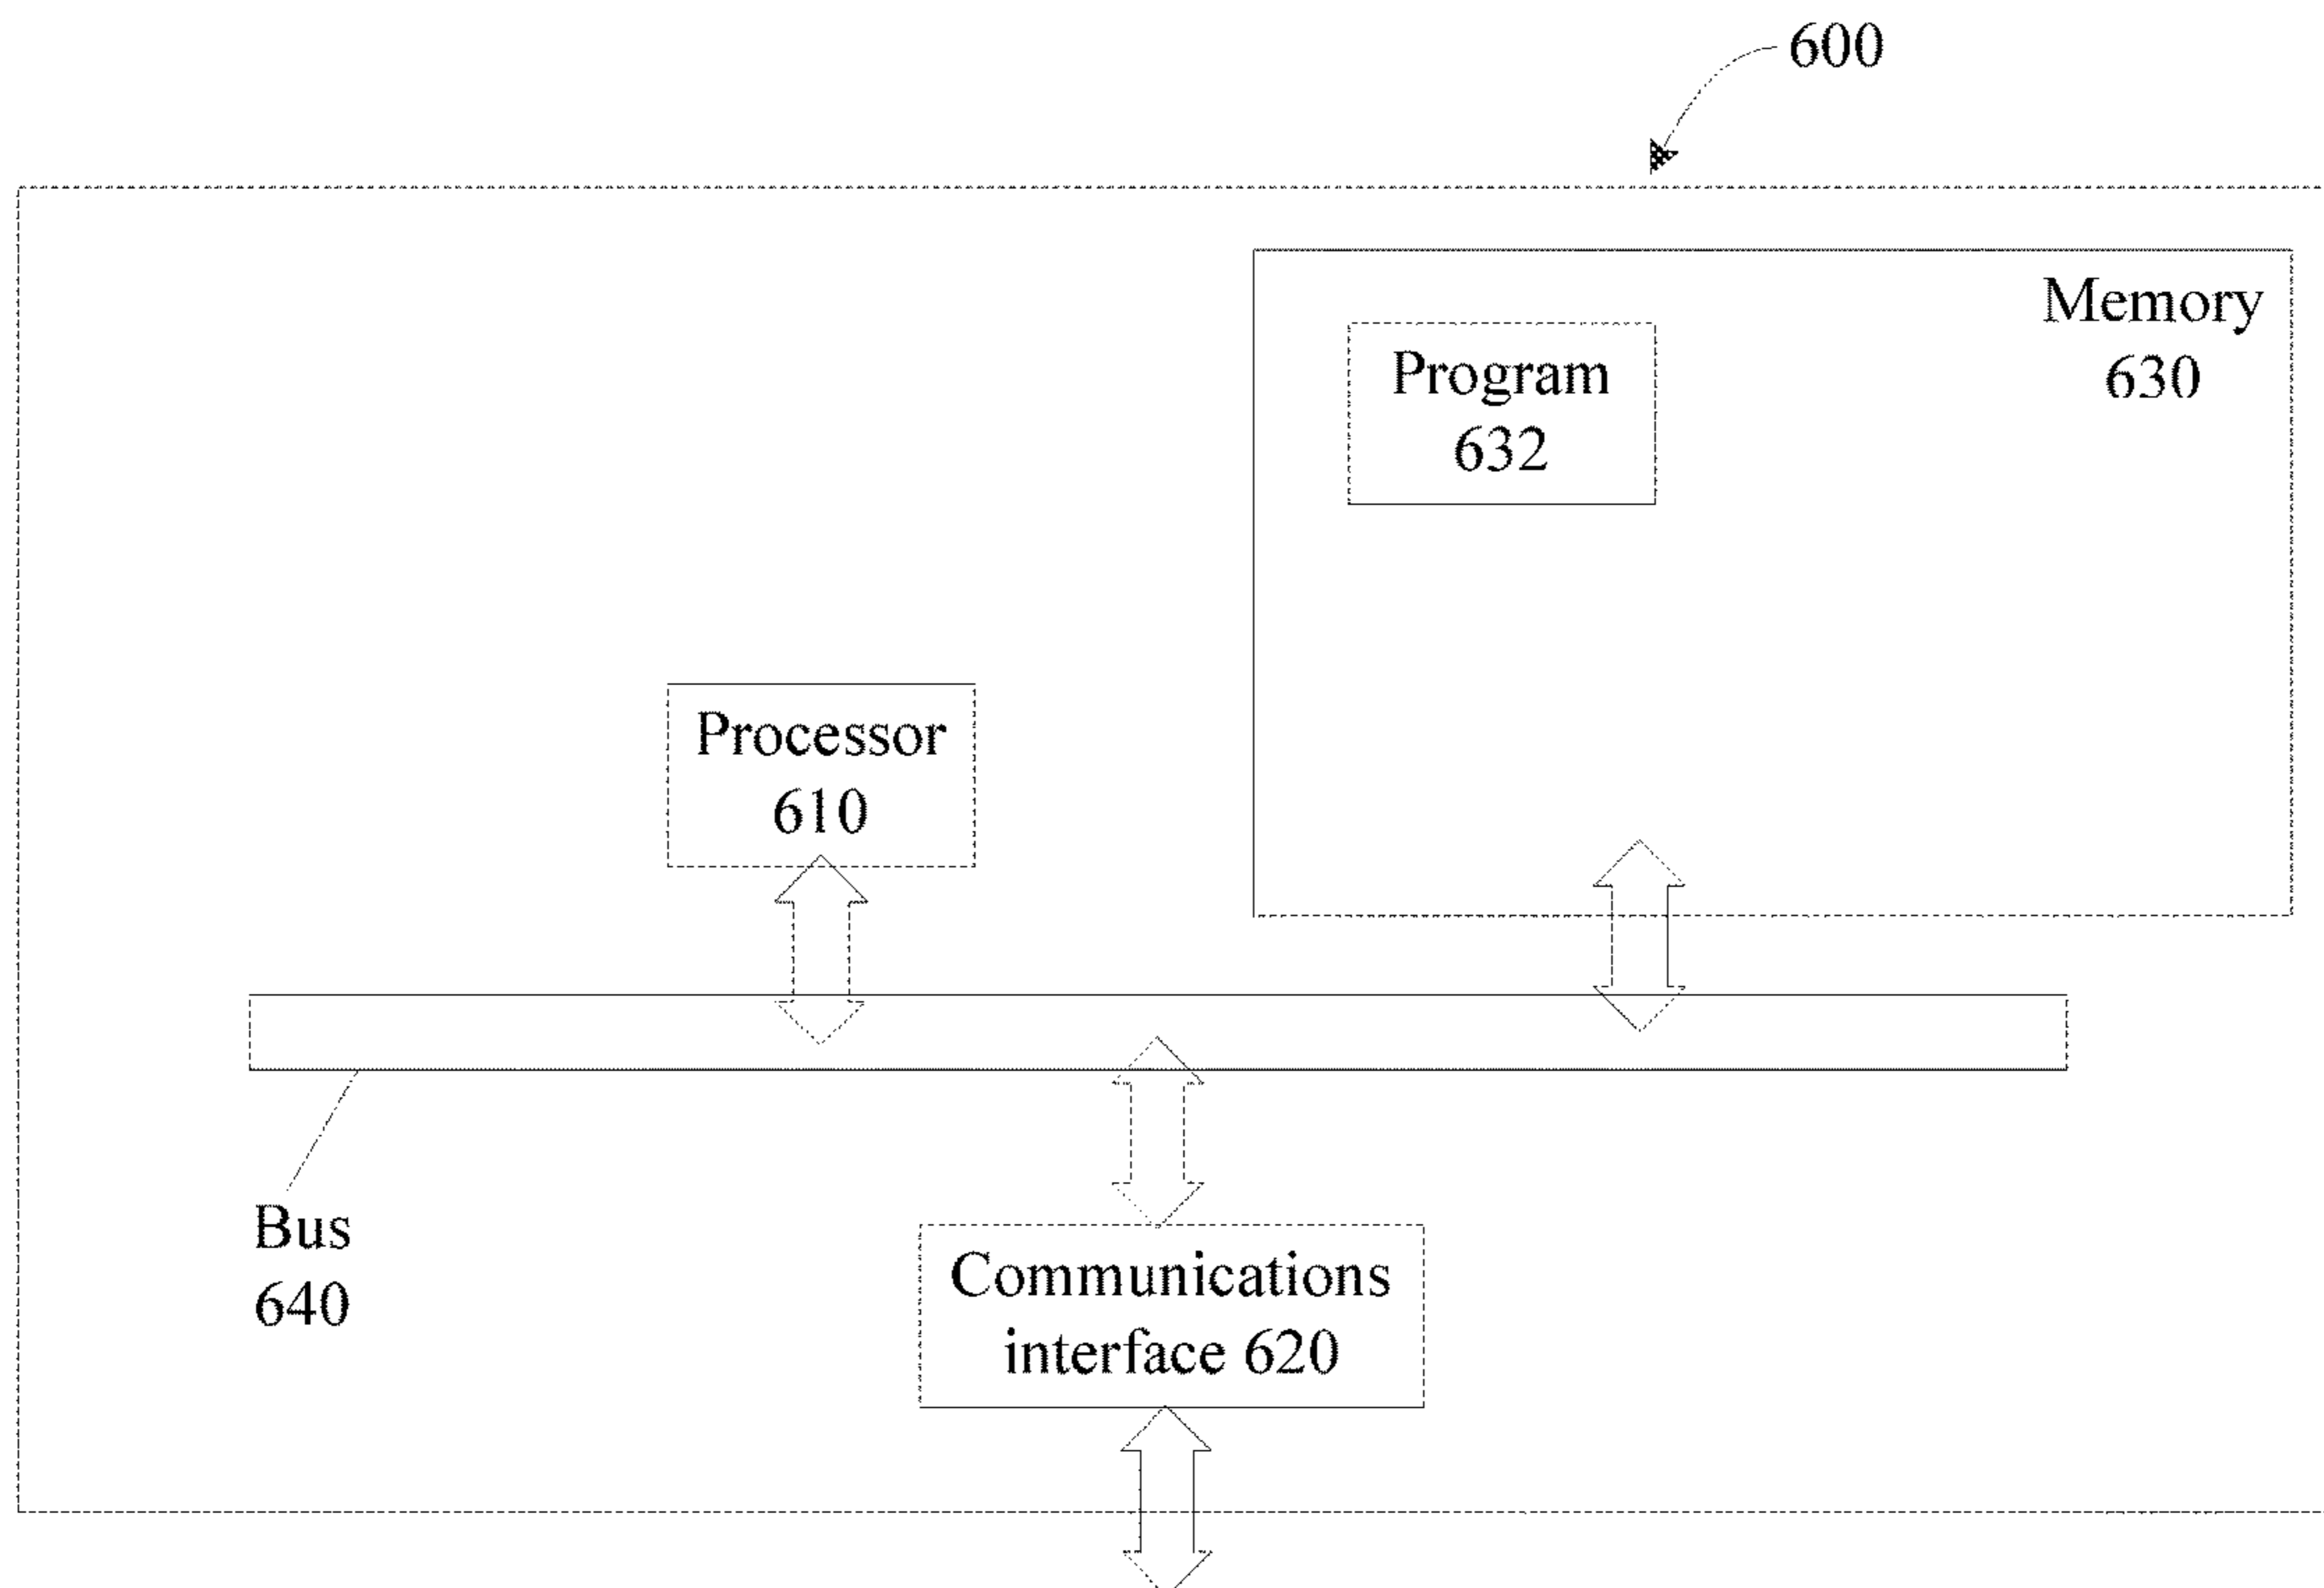 600
Memory
630
Program
632
Processor
610
Bus
640
Communications
interface 620